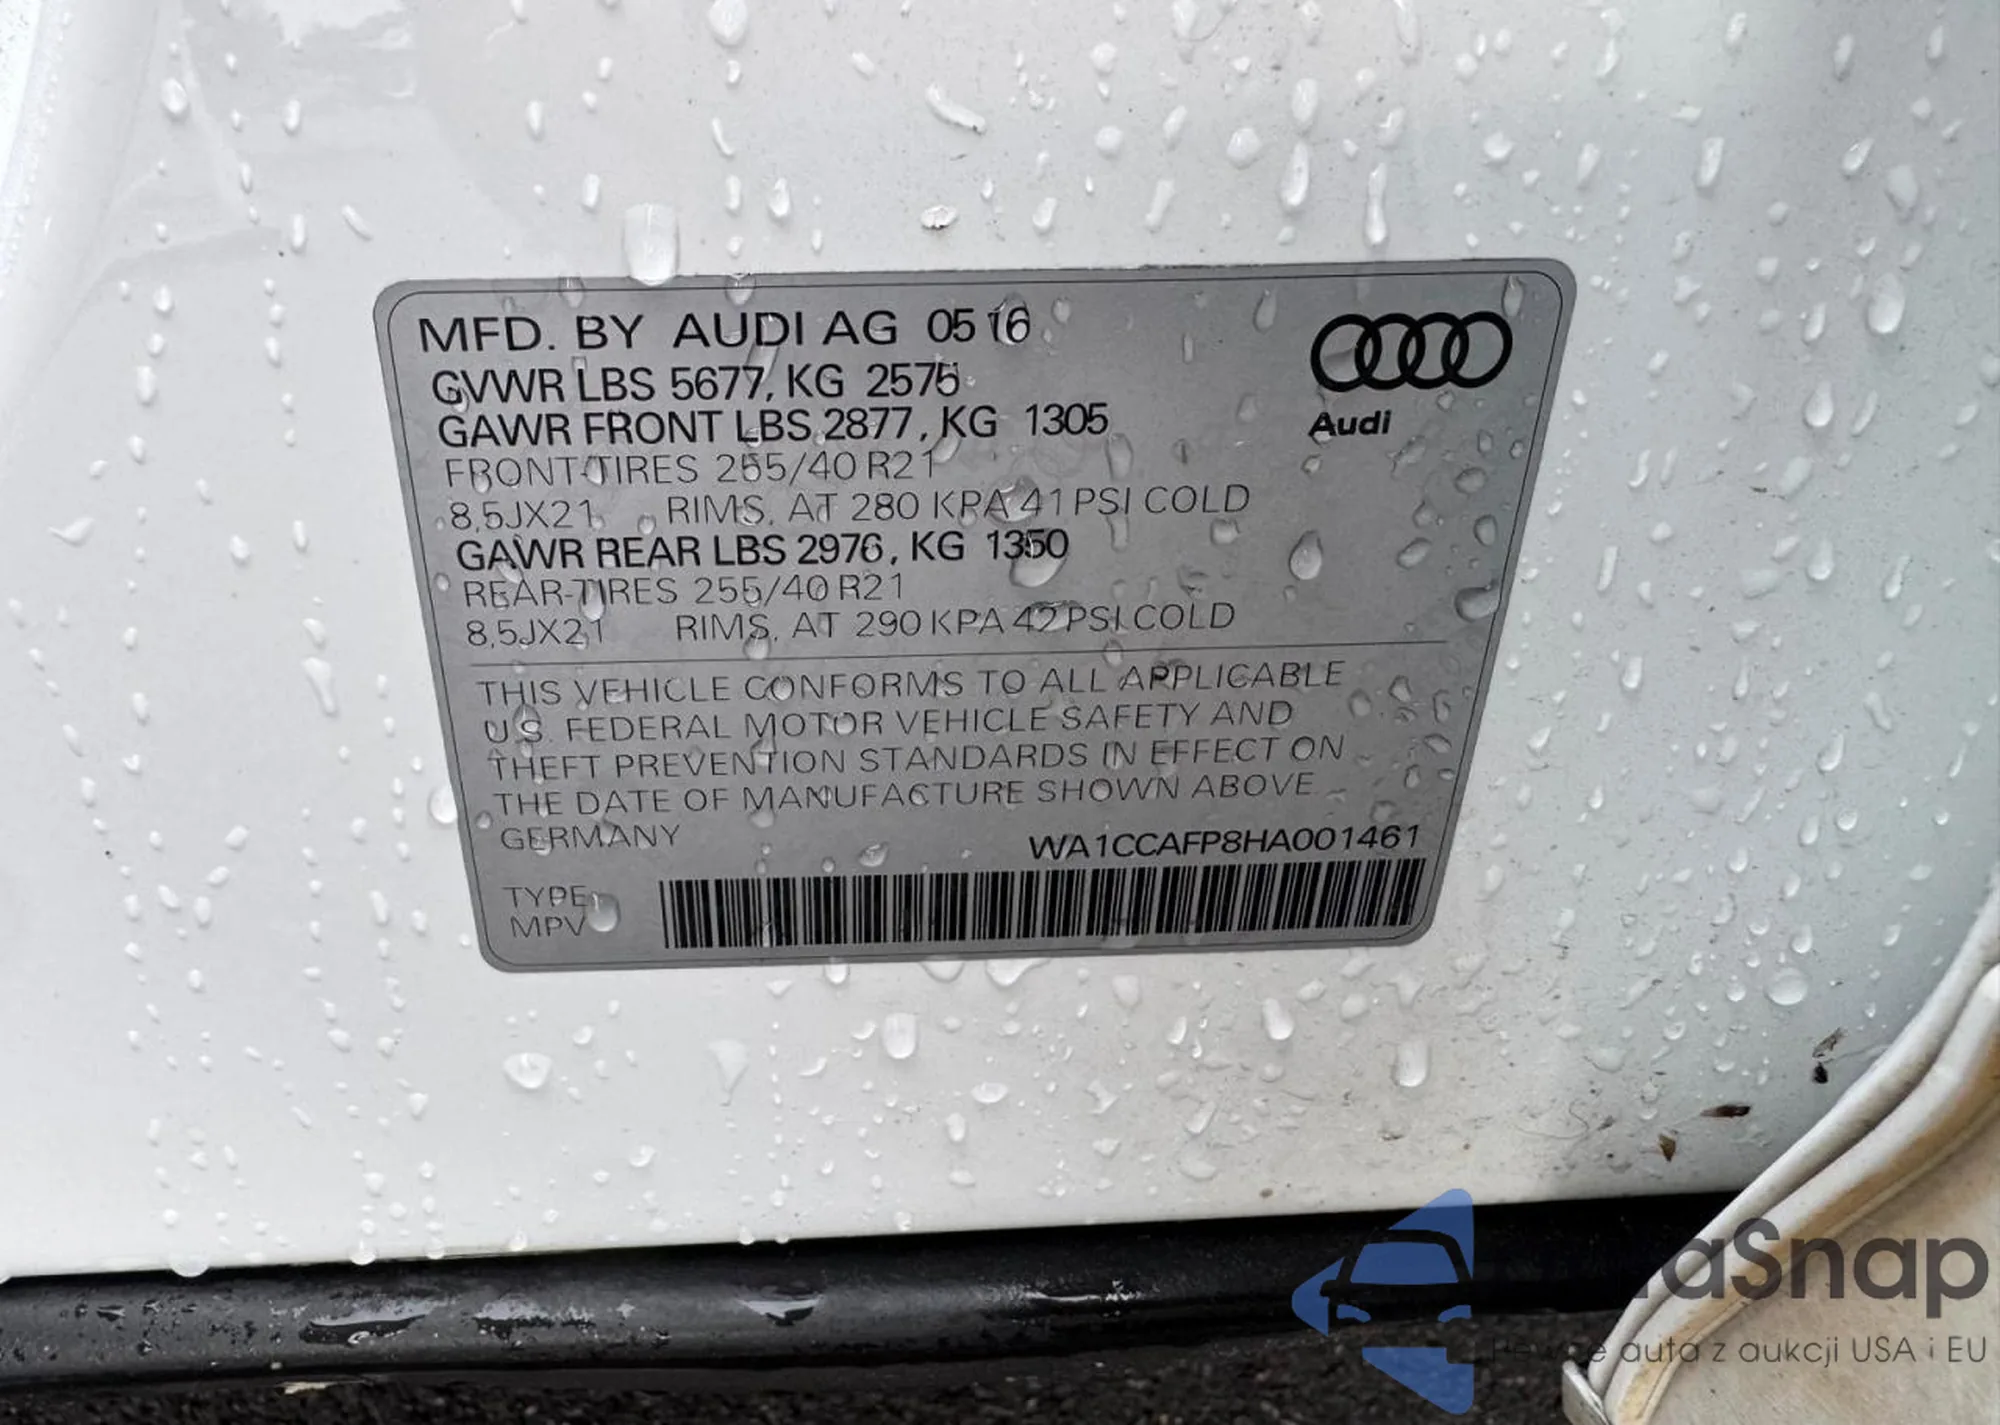 MFD. BY AUDI AG 05 16
GVWR LBS 5677, KG 2575
GAWR FRONT LBS 2877, KG 1305
FRONT-TIRES 255/40 R21
8,5JX21 RIMS, AT 280 KPA 41 PSI COLD
GAWR REAR LBS 2976, KG 1350
REAR-TIRES 255/40 R21
8,5JX21 RIMS, AT 290 KPA 42 PSI COLD
Audi
THIS VEHICLE CONFORMS TO ALL APPLICABLE
U.S. FEDERAL MOTOR VEHICLE SAFETY AND
THEFT PREVENTION STANDARDS IN EFFECT ON
THE DATE OF MANUFACTURE SHOWN ABOVE
GERMANY WA1CCAFP8HA001461
TYPE:
MPV
auta z aukcji USA i EU